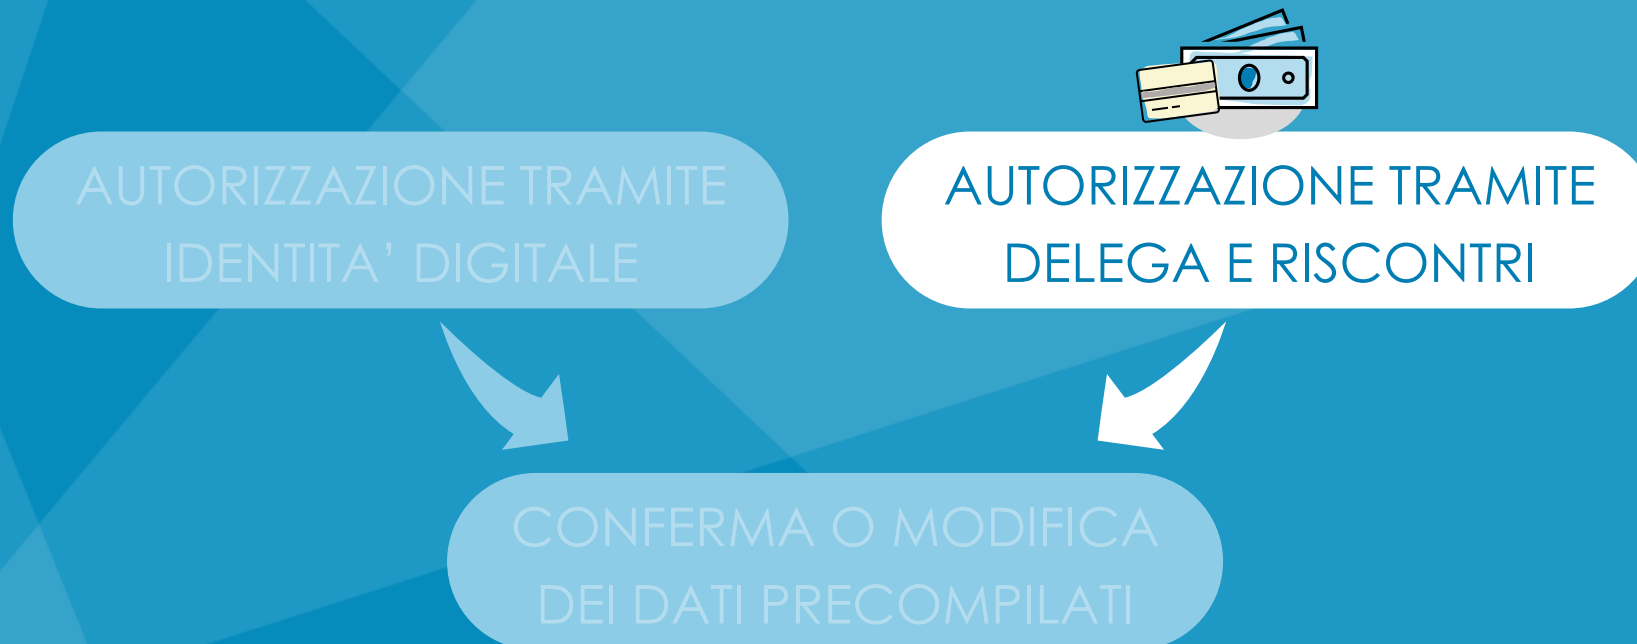 AUTORIZZAZIONE TRAMITE
IDENTITA’ DIGITALE
AUTORIZZAZIONE TRAMITE
DELEGA E RISCONTRI
CONFERMA O MODIFICA
DEI DATI PRECOMPILATI